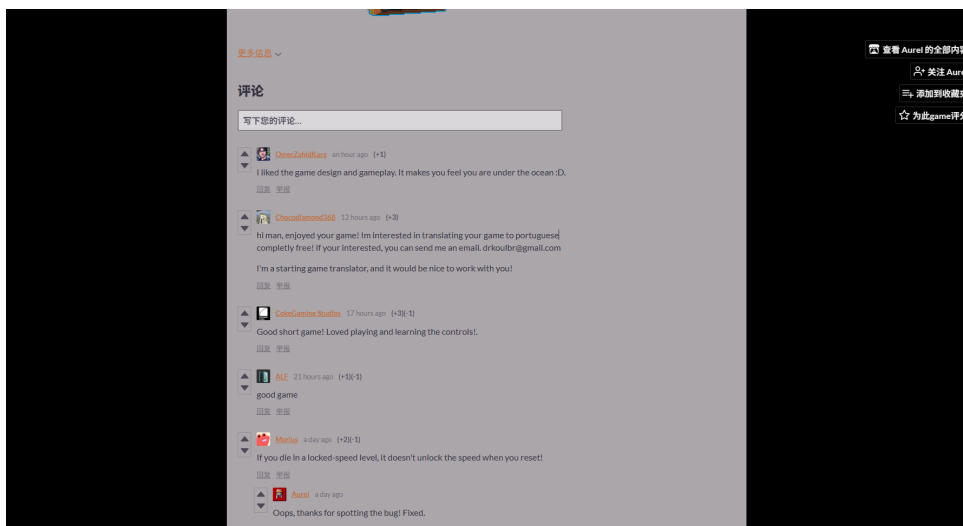 更多信息
查看 Aurel 的全部内容
关注 Aurel
添加到收藏夹
为此game评分
评论
写下您的评论...
OmerZahidKara an hour ago (+1)
I liked the game design and gameplay. It makes you feel you are under the ocean :D.
回复 举报
Chocodiamond368 12 hours ago (+3)
hi man, enjoyed your game! Im interested in translating your game to portuguese
completly free! if your interested, you can send me an email. drkoulbr@gmail.com
I'm a starting game translator, and it would be nice to work with you!
回复 举报
CokeGamine Studios 17 hours ago (+3)(-1)
Good short game! Loved playing and learning the controls!.
回复 举报
ALF 21 hours ago (+1)(-1)
good game
回复 举报
Morius a day ago (+2)(-1)
If you die in a locked-speed level, it doesn't unlock the speed when you reset!
回复 举报
Aurel a day ago
Oops, thanks for spotting the bug! Fixed.